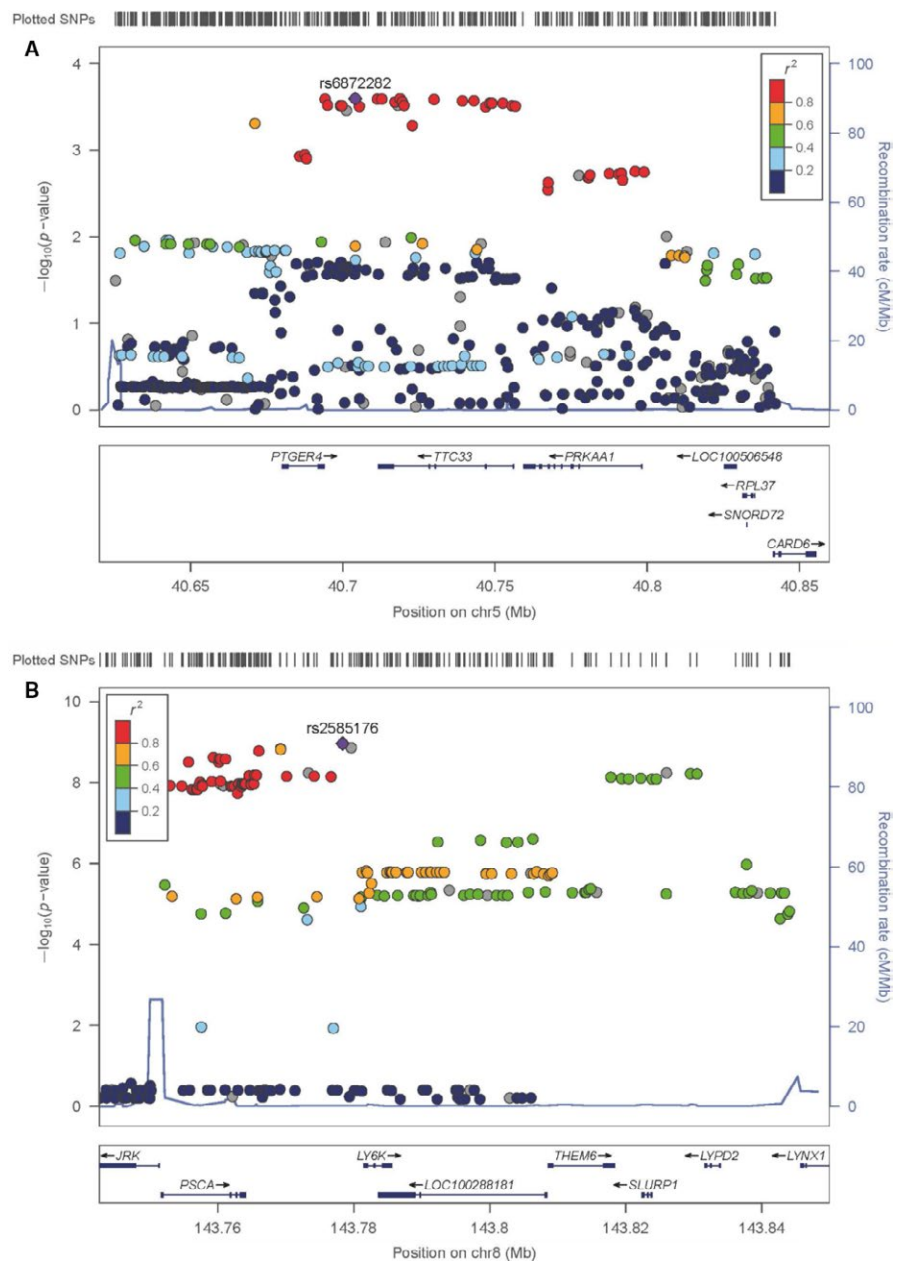 Plotted SNPs
A
rs6872282
r²
0.8
0.6
0.4
0.2
4
3
2
1
0
−log₁₀(p−value)
100
80
60
40
20
0
Recombination rate (cM/Mb)
PTGER4→
←TTC33
←PRKAA1
←LOC100506548
←RPL37
←SNORD72
CARD6→
40.65
40.7
40.75
40.8
40.85
Position on chr5 (Mb)
Plotted SNPs
B
r²
0.8
0.6
0.4
0.2
rs2585176
10
8
6
4
2
0
−log₁₀(p−value)
100
80
60
40
20
0
Recombination rate (cM/Mb)
←JRK
LY6K→
THEM6→
←LYPD2
←LYNX1
PSCA→
←LOC100288181
←SLURP1
143.76
143.78
143.8
143.82
143.84
Position on chr8 (Mb)